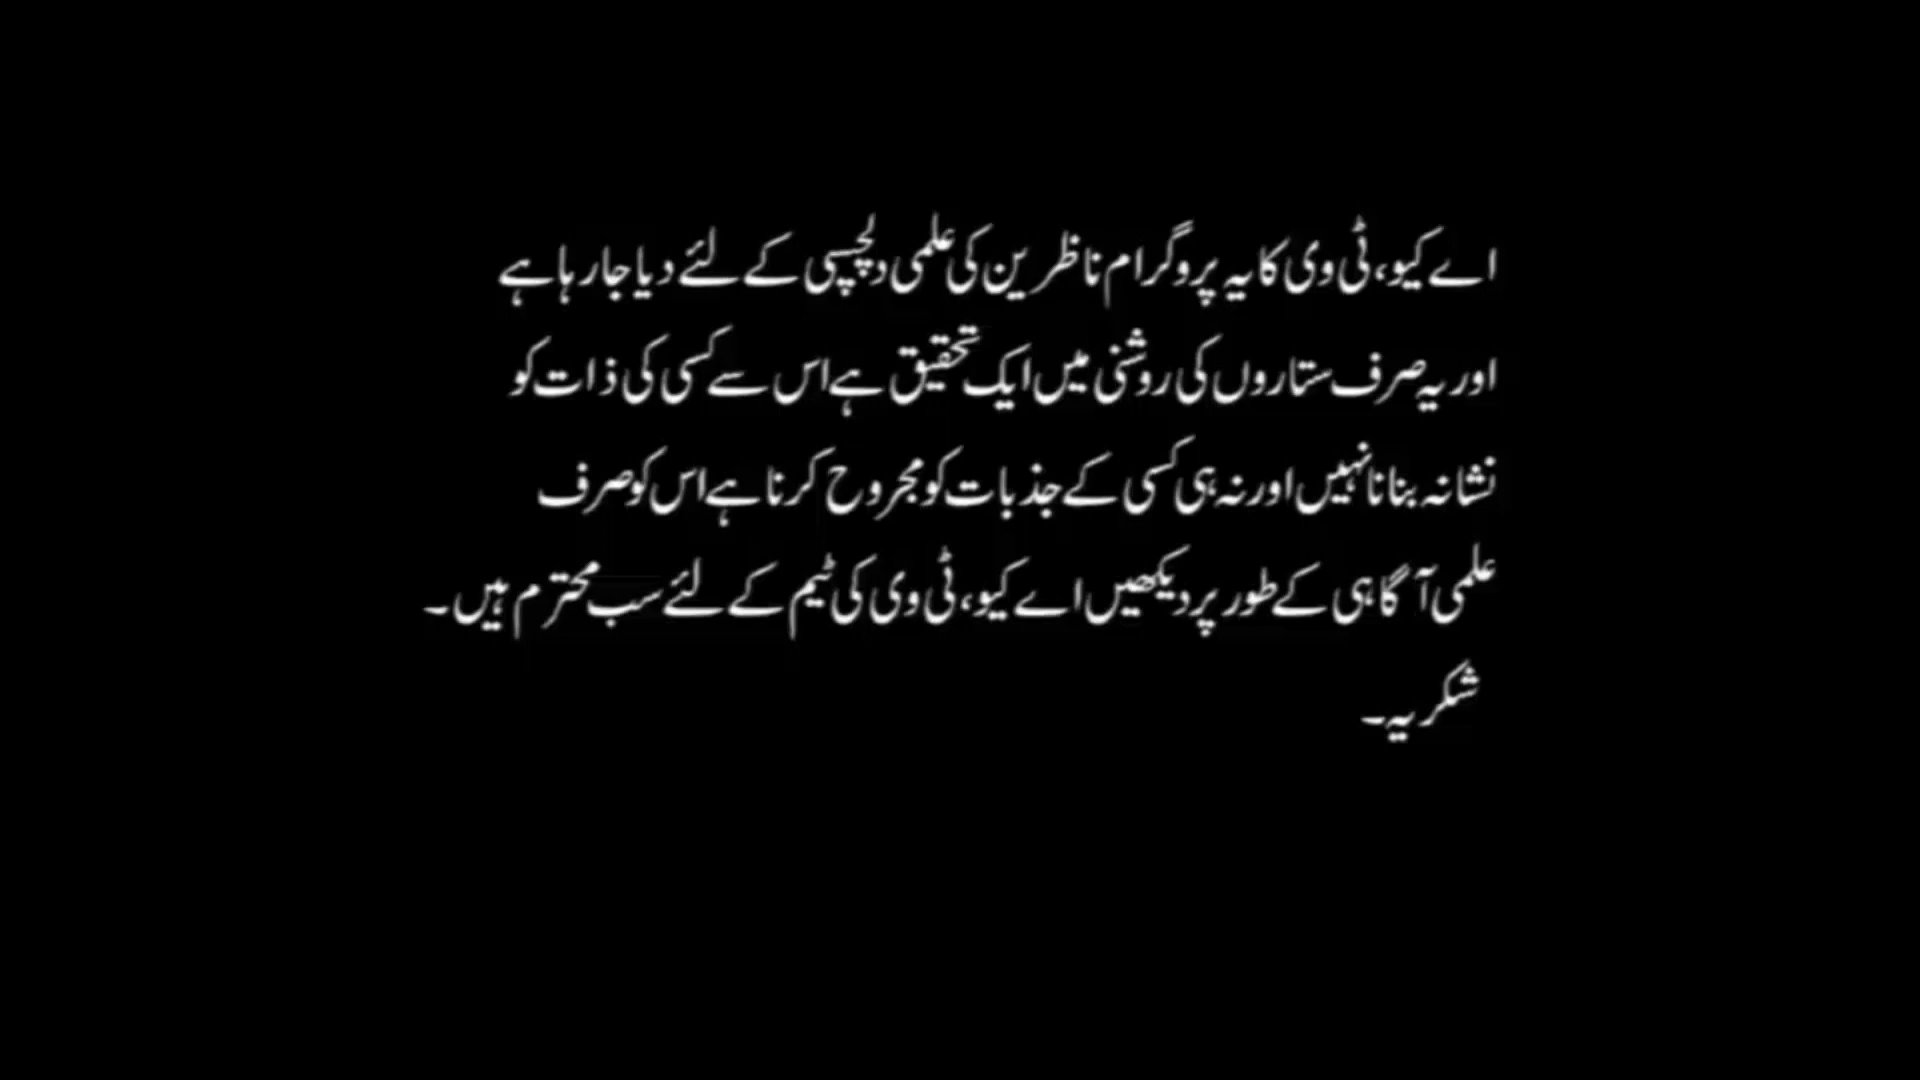 اے کیو، ٹی وی کا یہ پروگرام ناظرین کی علمی دلچسپی کے لئے دیا جا رہا ہے
اور یہ صرف ستاروں کی روشنی میں ایک تحقیق ہے اس سے کسی کی ذات کو
نشانہ بنانا نہیں اور نہ ہی کسی کے جذبات کو مجروح کرنا ہے اس کو صرف
علمی آگاہی کے طور پر دیکھیں اے کیو، ٹی وی کی ٹیم کے لئے سب محترم ہیں۔
شکریہ۔